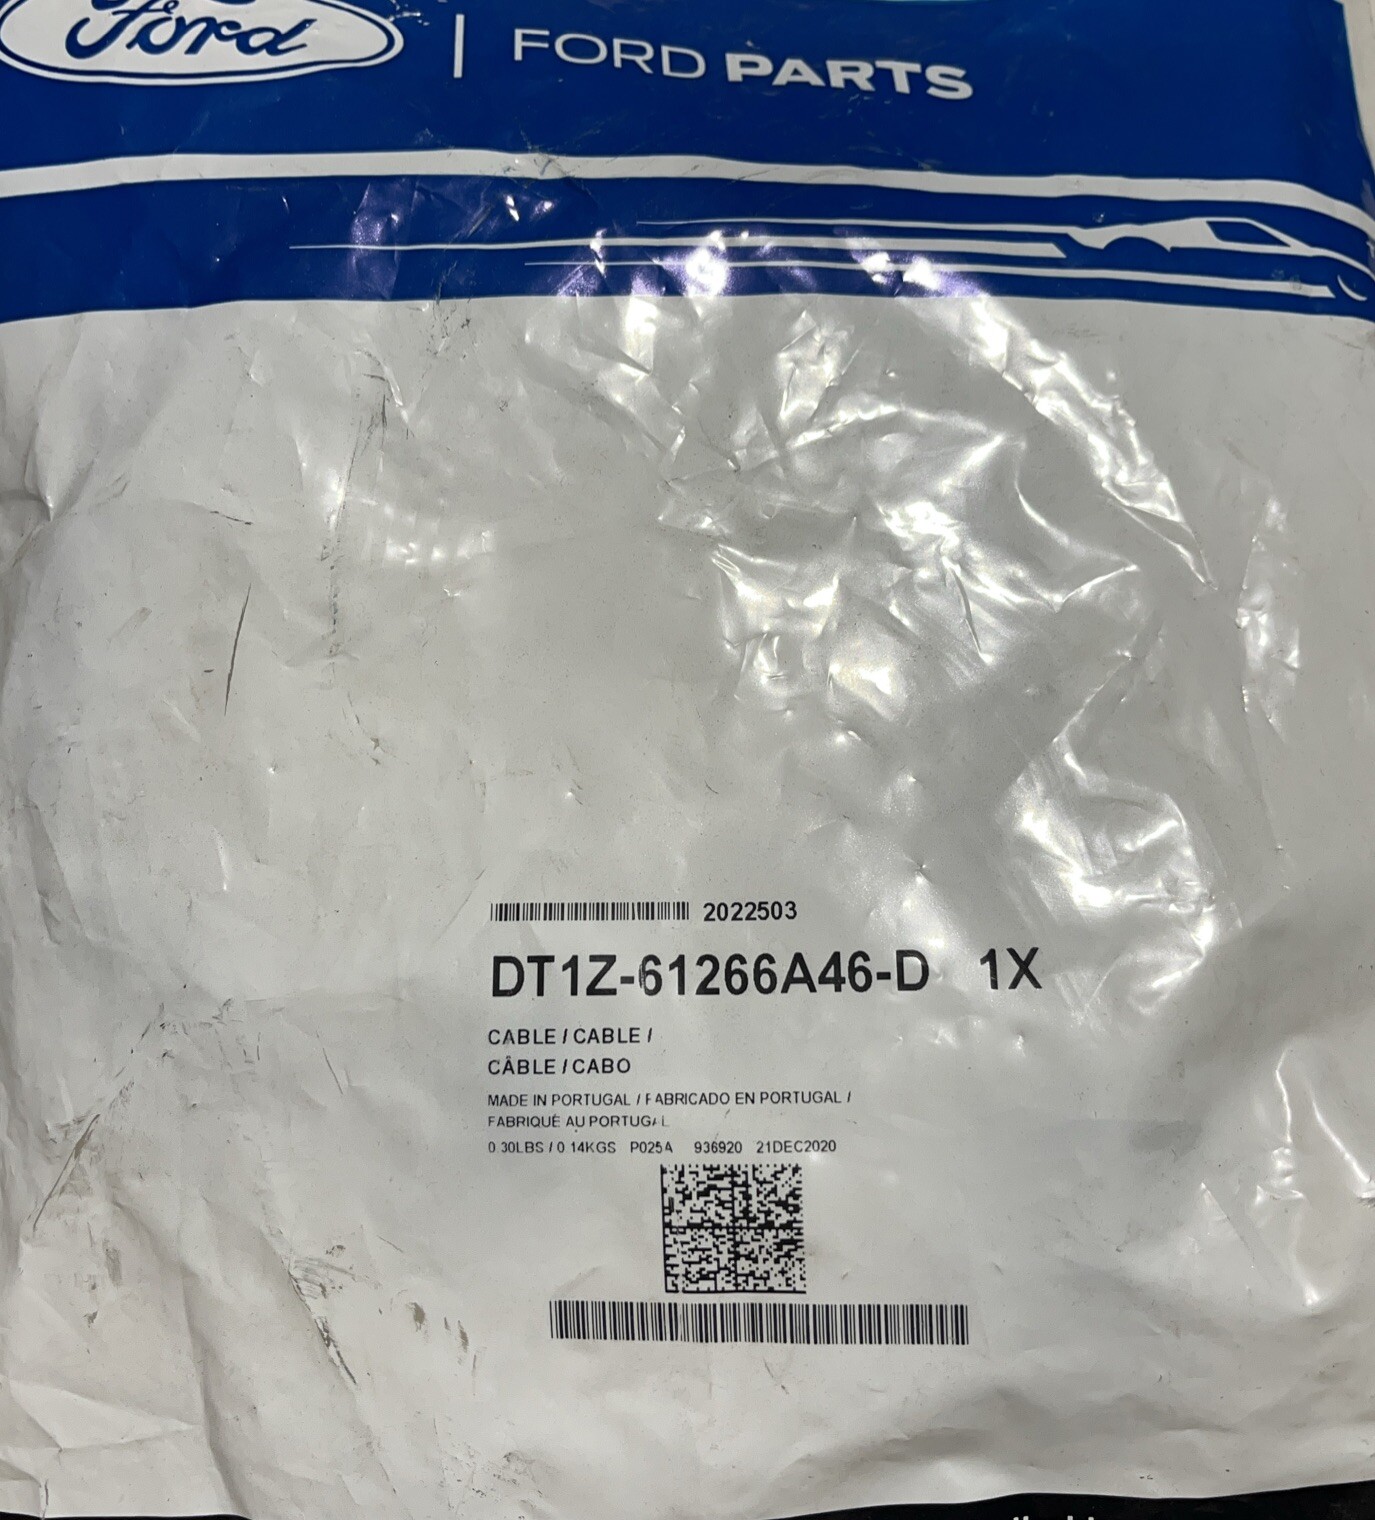 Ford | FORD PARTS
2022503
DT1Z-61266A46-D 1X
CABLE / CABLE /
CÂBLE / CABO
MADE IN PORTUGAL / FABRICADO EN PORTUGAL /
FABRIQUÉ AU PORTUGAL
0.30LBS / 0.14KGS P025A 936920 21DEC2020